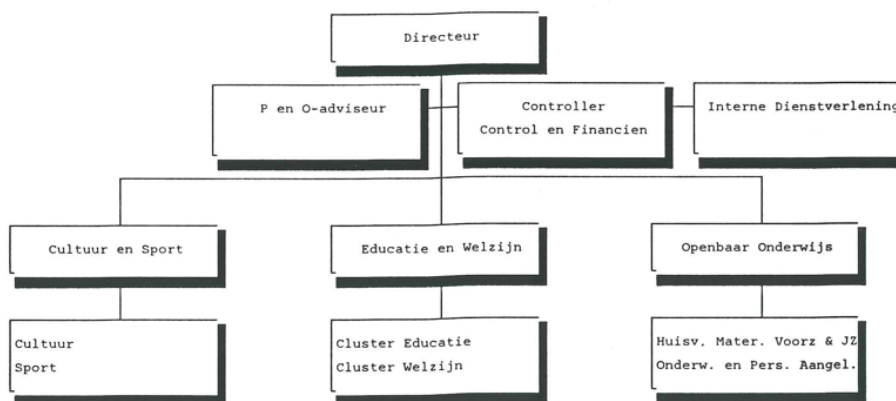 Directeur
P en O-adviseur
Controller
Control en Financien
Interne Dienstverlening
Cultuur en Sport
Educatie en Welzijn
Openbaar Onderwijs
Cultuur
Sport
Cluster Educatie
Cluster Welzijn
Huisv, Mater. Voorz & JZ
Onderw. en Pers. Aangel.